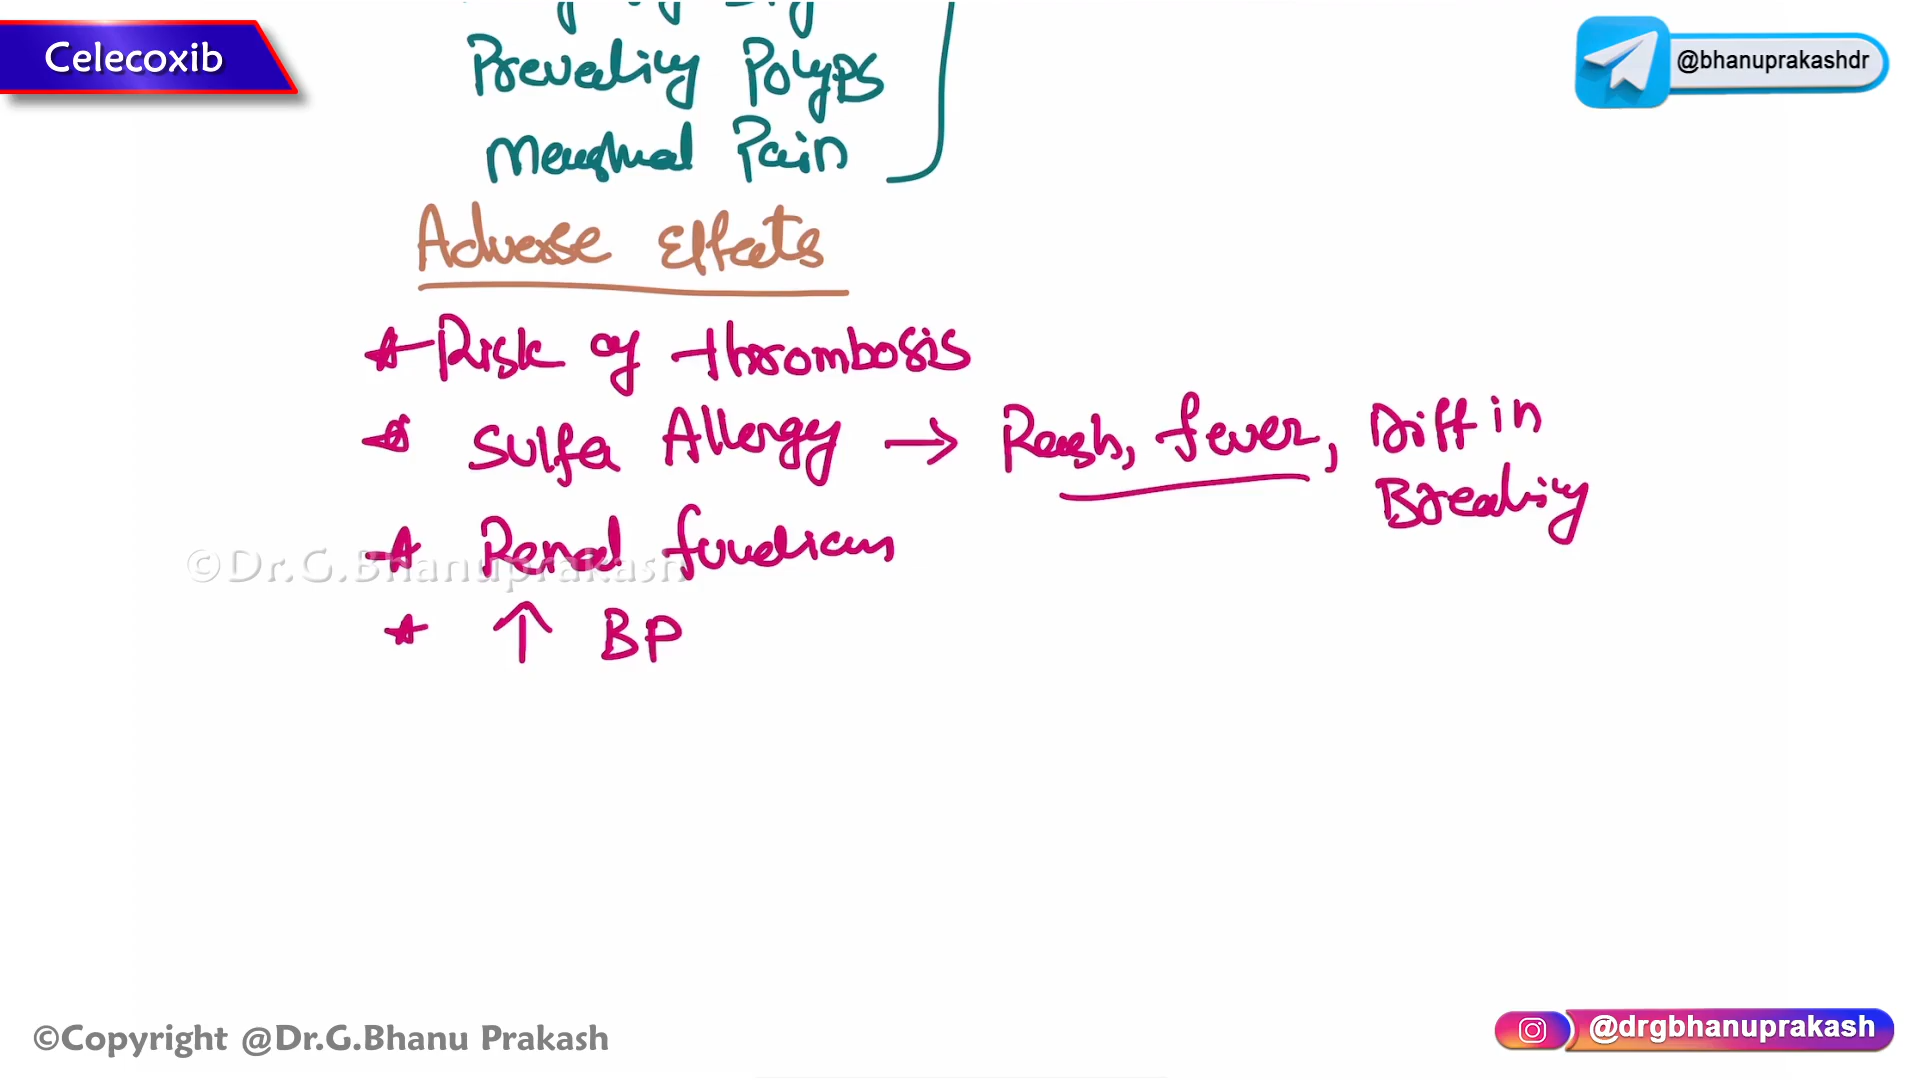 Celecoxib
@bhanuprakashdr
Preventing Polyps
Menstrual Pain
Adverse Effects
Risk of thrombosis
Sulfa Allergy → Rash, fever, Diff in
Breathing
Renal functions
↑ BP
©Dr.G.Bhanuprakash
©Copyright @Dr.G.Bhanu Prakash
@drgbhanuprakash